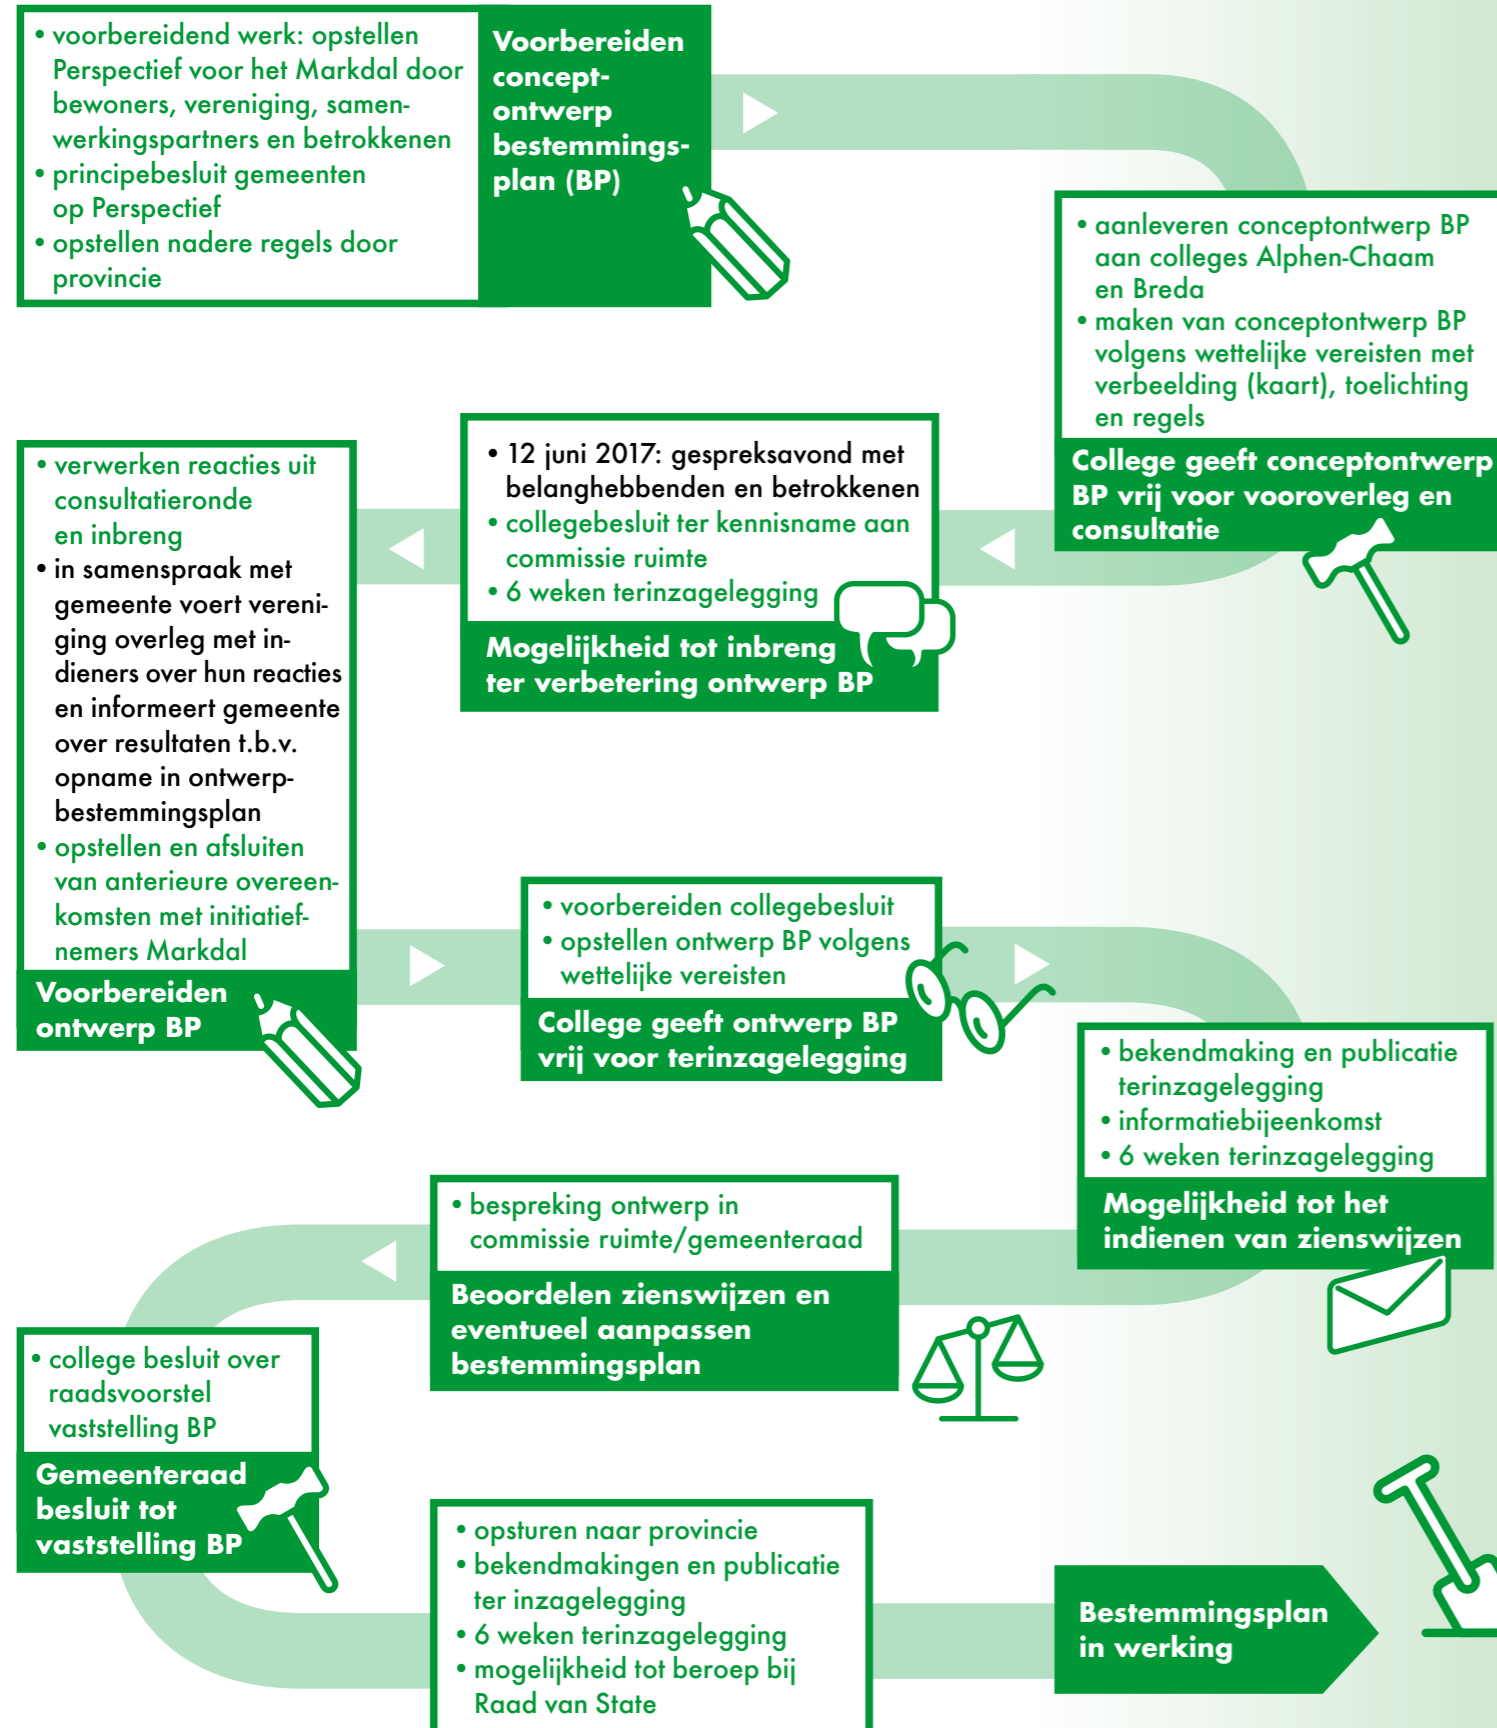 • voorbereidend werk: opstellen
Perspectief voor het Markdal door
bewoners, vereniging, samen-
werkingspartners en betrokkenen
• principebesluit gemeenten
op Perspectief
• opstellen nadere regels door
provincie
Voorbereiden
concept-
ontwerp
bestemmings-
plan (BP)
• aanleveren conceptontwerp BP
aan colleges Alphen-Chaam
en Breda
• maken van conceptontwerp BP
volgens wettelijke vereisten met
verbeelding (kaart), toelichting
en regels
College geeft conceptontwerp
BP vrij voor vooroverleg en
consultatie
• 12 juni 2017: gespreksavond met
belanghebbenden en betrokkenen
• collegebesluit ter kennisname aan
commissie ruimte
• 6 weken terinzagelegging
Mogelijkheid tot inbreng
ter verbetering ontwerp BP
• verwerken reacties uit
consultatieronde
en inbreng
• in samenspraak met
gemeente voert vereni-
ging overleg met in-
dieners over hun reacties
en informeert gemeente
over resultaten t.b.v.
opname in ontwerp-
bestemmingsplan
• opstellen en afsluiten
van anterieure overeen-
komsten met initiatief-
nemers Markdal
Voorbereiden
ontwerp BP
• voorbereiden collegebesluit
• opstellen ontwerp BP volgens
wettelijke vereisten
College geeft ontwerp BP
vrij voor terinzagelegging
• bekendmaking en publicatie
terinzagelegging
• informatiebijeenkomst
• 6 weken terinzagelegging
Mogelijkheid tot het
indienen van zienswijzen
• bespreking ontwerp in
commissie ruimte/gemeenteraad
Beoordelen zienswijzen en
eventueel aanpassen
bestemmingsplan
• college besluit over
raadsvoorstel
vaststelling BP
Gemeenteraad
besluit tot
vaststelling BP
• opsturen naar provincie
• bekendmakingen en publicatie
ter inzagelegging
• 6 weken terinzagelegging
• mogelijkheid tot beroep bij
Raad van State
Bestemmingsplan
in werking